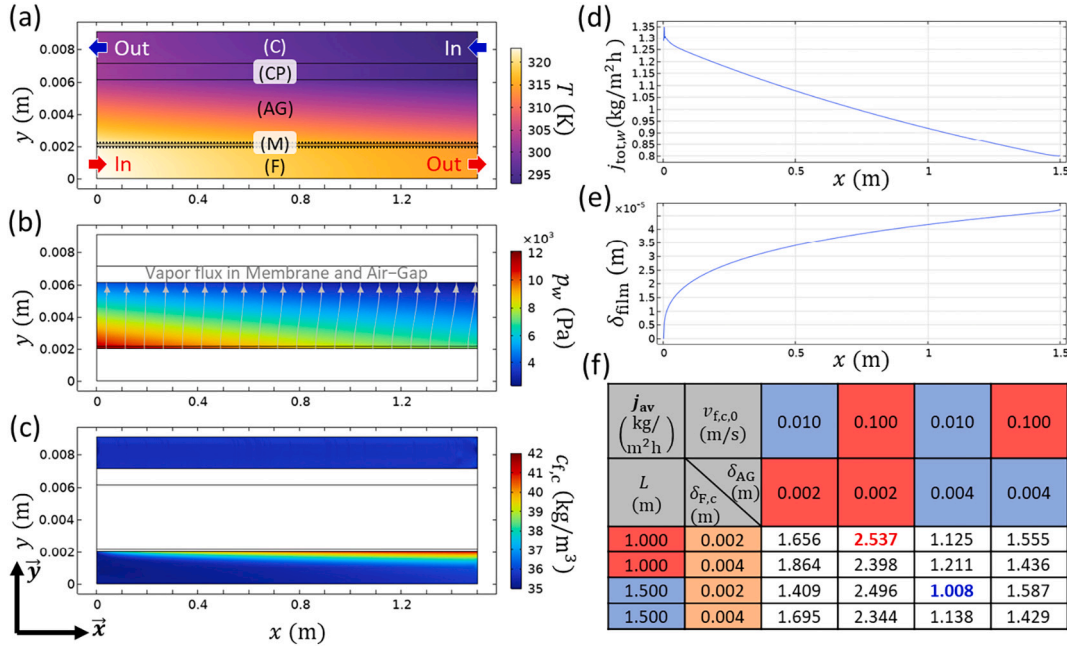 (a)
0.008
0.006
0.004
0.002
0
y (m)
Out
(C)
In
(CP)
(AG)
(M)
In
(F)
Out
0
0.4
0.8
1.2
320
315
310
305
300
295
T (K)
(b)
0.008
0.006
0.004
0.002
0
y (m)
Vapor flux in Membrane and Air-Gap
0
0.4
0.8
1.2
×10³
12
10
8
6
4
p_w (Pa)
(c)
0.008
0.006
0.004
0.002
0
y (m)
0
0.4
0.8
1.2
x (m)
42
41
40
39
38
37
36
35
c_f,c (kg/m³)
y⃗
x⃗
(d)
1.35
1.3
1.25
1.2
1.15
1.1
1.05
1
0.95
0.9
0.85
0.8
j_tot,w (kg/m²h)
0
0.5
1
1.5
x (m)
(e)
×10⁻⁵
4
3.5
3
2.5
2
1.5
1
0.5
0
δ_film (m)
0
0.5
1
1.5
x (m)
(f)
j_av (kg/m²h) v_f,c,0 (m/s) 0.010 0.100 0.010 0.100
L (m) δ_F,c (m) δ_AG (m) 0.002 0.002 0.004 0.004
1.000 0.002 1.656 2.537 1.125 1.555
1.000 0.004 1.864 2.398 1.211 1.436
1.500 0.002 1.409 2.496 1.008 1.587
1.500 0.004 1.695 2.344 1.138 1.429